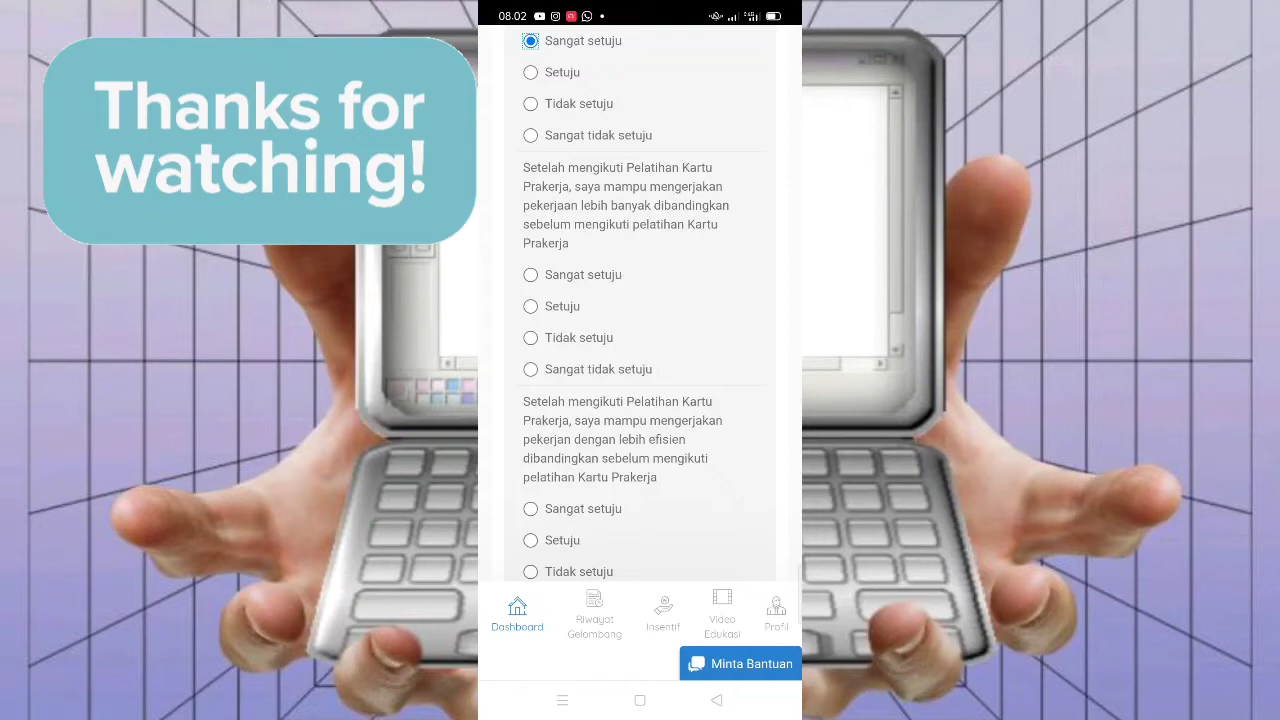 Thanks for
watching!
08.02
Sangat setuju
Setuju
Tidak setuju
Sangat tidak setuju
Setelah mengikuti Pelatihan Kartu
Prakerja, saya mampu mengerjakan
pekerjaan lebih banyak dibandingkan
sebelum mengikuti pelatihan Kartu
Prakerja
Sangat setuju
Setuju
Tidak setuju
Sangat tidak setuju
Setelah mengikuti Pelatihan Kartu
Prakerja, saya mampu mengerjakan
pekerjan dengan lebih efisien
dibandingkan sebelum mengikuti
pelatihan Kartu Prakerja
Sangat setuju
Setuju
Tidak setuju
Dashboard
Riwayat
Gelombang
Insentif
Video
Edukasi
Profil
Minta Bantuan